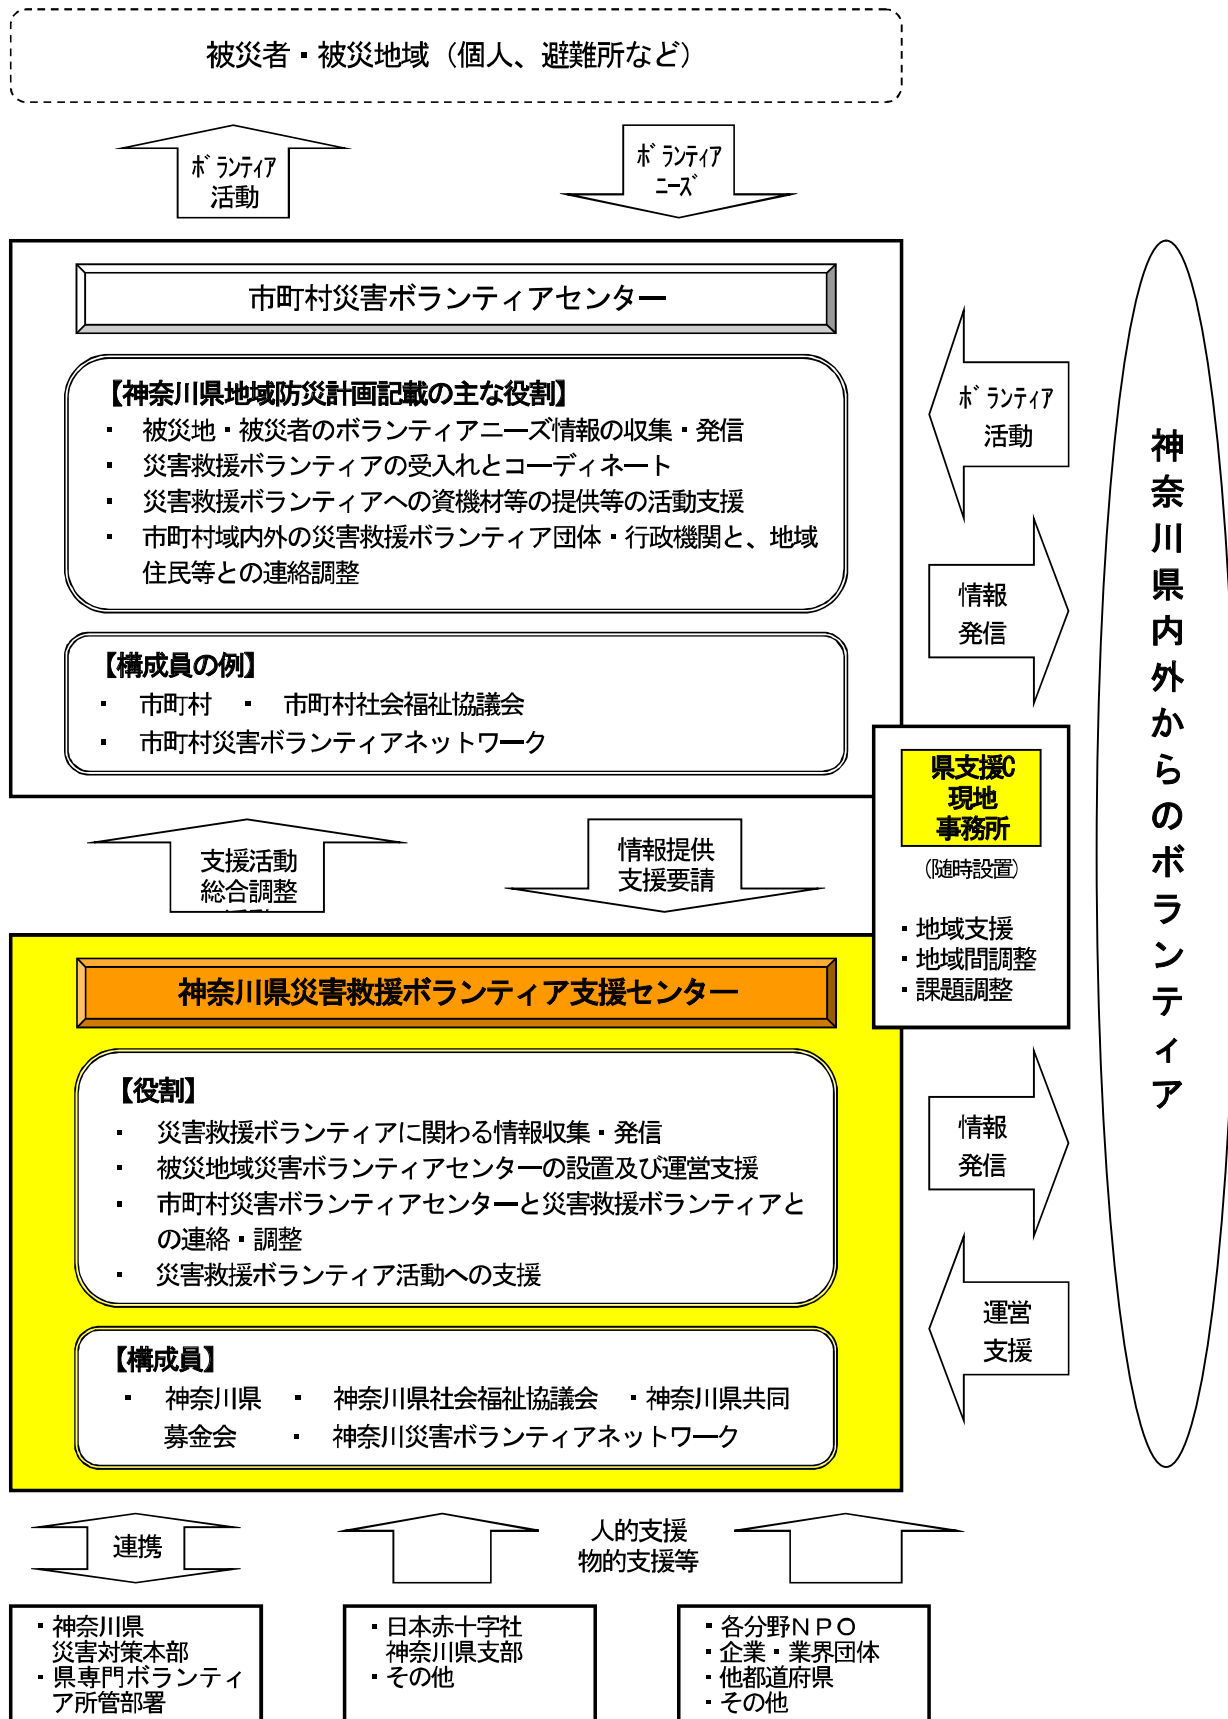 被災者・被災地域（個人、避難所など）
ﾎﾞﾗﾝﾃｨｱ
活動
ﾎﾞﾗﾝﾃｨｱ
ﾆｰｽﾞ
市町村災害ボランティアセンター
【神奈川県地域防災計画記載の主な役割】
・ 被災地・被災者のボランティアニーズ情報の収集・発信
・ 災害救援ボランティアの受入れとコーディネート
・ 災害救援ボランティアへの資機材等の提供等の活動支援
・ 市町村域内外の災害救援ボランティア団体・行政機関と、地域
住民等との連絡調整
【構成員の例】
・ 市町村 ・ 市町村社会福祉協議会
・ 市町村災害ボランティアネットワーク
ﾎﾞﾗﾝﾃｨｱ
活動
情報
発信
神奈川県内外からのボランティア
県支援C
現地
事務所
（随時設置）
・地域支援
・地域間調整
・課題調整
支援活動
総合調整
情報提供
支援要請
神奈川県災害救援ボランティア支援センター
【役割】
・ 災害救援ボランティアに関わる情報収集・発信
・ 被災地域災害ボランティアセンターの設置及び運営支援
・ 市町村災害ボランティアセンターと災害救援ボランティアと
の連絡・調整
・ 災害救援ボランティア活動への支援
【構成員】
・ 神奈川県 ・ 神奈川県社会福祉協議会 ・神奈川県共同
募金会 ・ 神奈川災害ボランティアネットワーク
情報
発信
運営
支援
連携
人的支援
物的支援等
・神奈川県
災害対策本部
・県専門ボランティ
ア所管部署
・日本赤十字社
神奈川県支部
・その他
・各分野ＮＰＯ
・企業・業界団体
・他都道府県
・その他